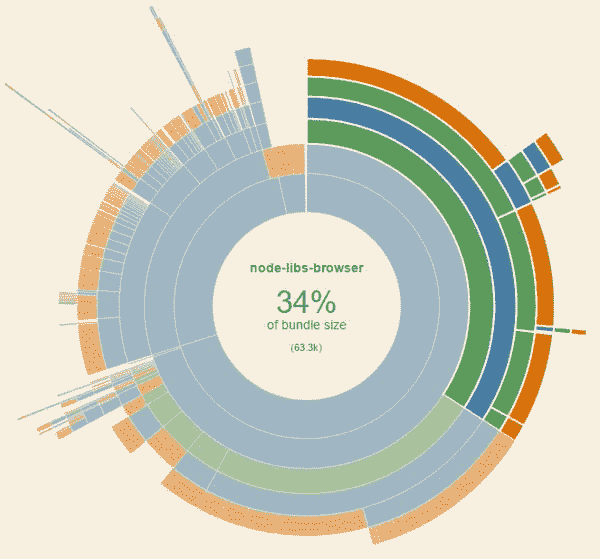 node-libs-browser
34%
of bundle size
(63.3k)